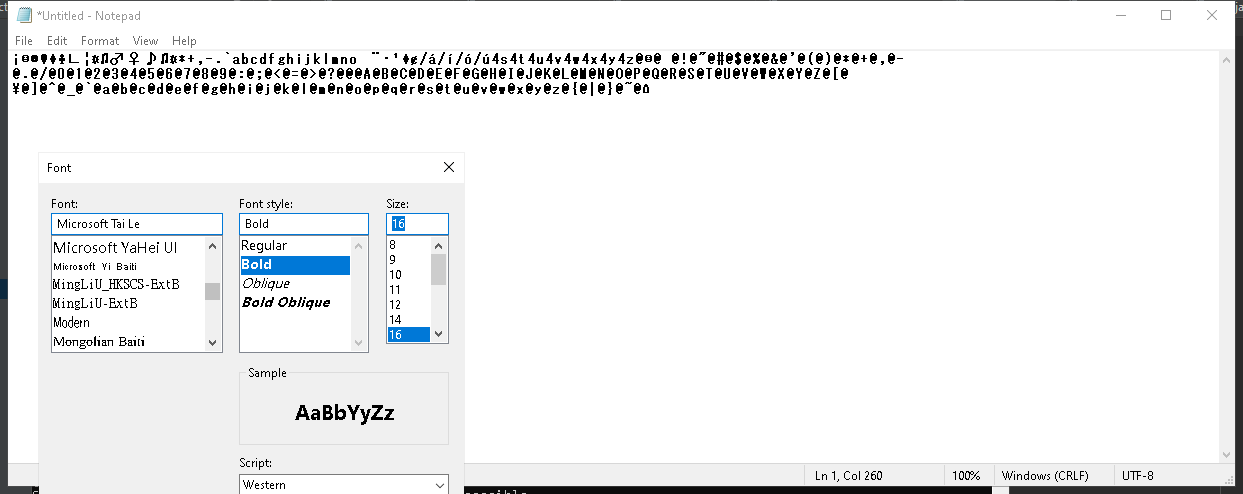 *Untitled - Notepad
File Edit Format View Help
@.@/@0@1@2@3@4@5@6@7@8@9@:@;@<@=@>@?@@@A@B@C@D@E@F@G@H@I@J@K@L@M@N@O@P@Q@R@S@T@U@V@W@X@Y@Z@[@
¥@]@^@_@`@a@b@c@d@e@f@g@h@i@j@k@l@m@n@o@p@q@r@s@t@u@v@w@x@y@z@{@|@}@~@⌂
Font
Font: Font style: Size:
Microsoft Tai Le Bold 16
Microsoft YaHei UI Regular 8
Microsoft Yi Baiti Bold 9
MingLiU_HKSCS-ExtB Oblique 10
MingLiU-ExtB Bold Oblique 11
Modern 12
Mongolian Baiti 14
16
Sample
AaBbYyZz
Script:
Western
Ln 1, Col 260 100% Windows (CRLF) UTF-8